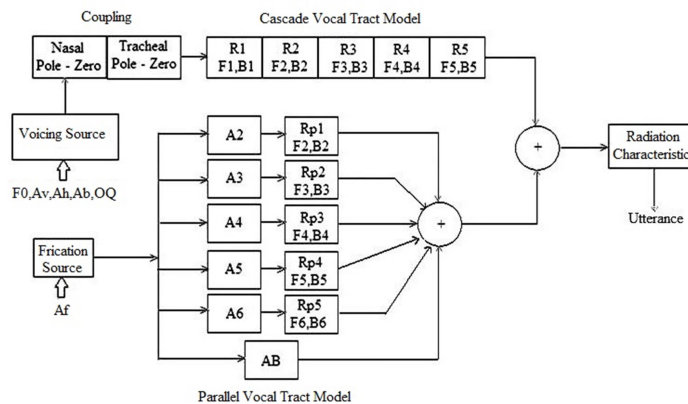 Coupling
Cascade Vocal Tract Model
Nasal
Pole - Zero
Tracheal
Pole - Zero
R1
F1,B1
R2
F2,B2
R3
F3,B3
R4
F4,B4
R5
F5,B5
Voicing Source
F0,Av,Ah,Ab,OQ
A2
Rp1
F2,B2
A3
Rp2
F3,B3
A4
Rp3
F4,B4
A5
Rp4
F5,B5
A6
Rp5
F6,B6
AB
+
+
Radiation
Characteristic
Utterance
Frication
Source
Af
Parallel Vocal Tract Model